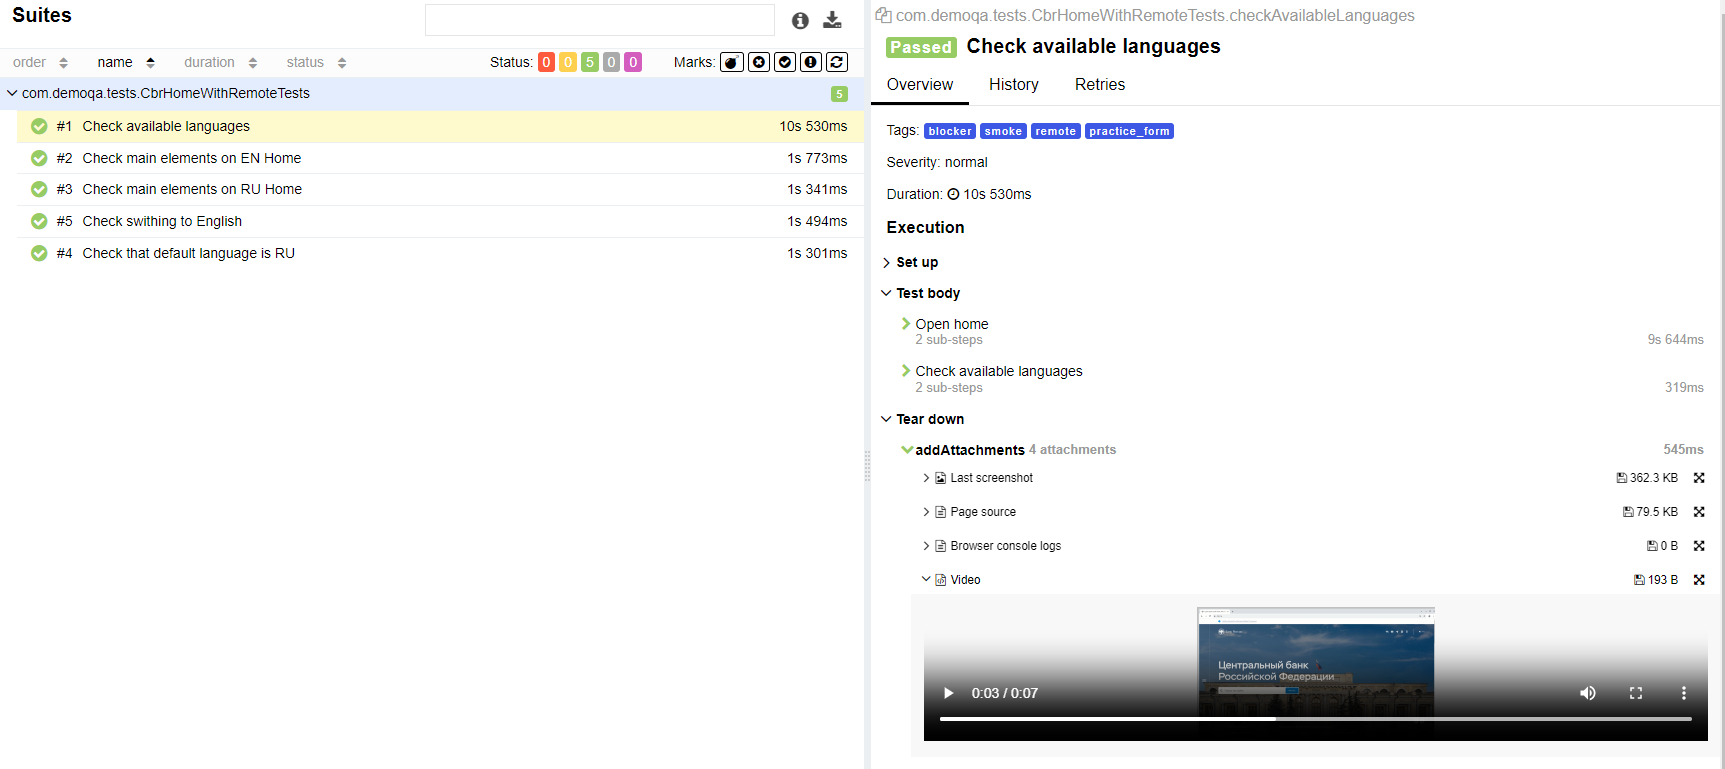 Suites
order name duration status Status: 0 0 5 0 0 Marks:
com.demoqa.tests.CbrHomeWithRemoteTests 5
#1 Check available languages 10s 530ms
#2 Check main elements on EN Home 1s 773ms
#3 Check main elements on RU Home 1s 341ms
#5 Check swithing to English 1s 494ms
#4 Check that default language is RU 1s 301ms
com.demoqa.tests.CbrHomeWithRemoteTests.checkAvailableLanguages
Passed Check available languages
Overview History Retries
Tags: blocker smoke remote practice_form
Severity: normal
Duration: 10s 530ms
Execution
Set up
Test body
Open home
2 sub-steps 9s 644ms
Check available languages
2 sub-steps 319ms
Tear down
addAttachments 4 attachments 545ms
Last screenshot 362.3 KB
Page source 79.5 KB
Browser console logs 0 B
Video 193 B
Центральный банк
Российской Федерации
0:03 / 0:07